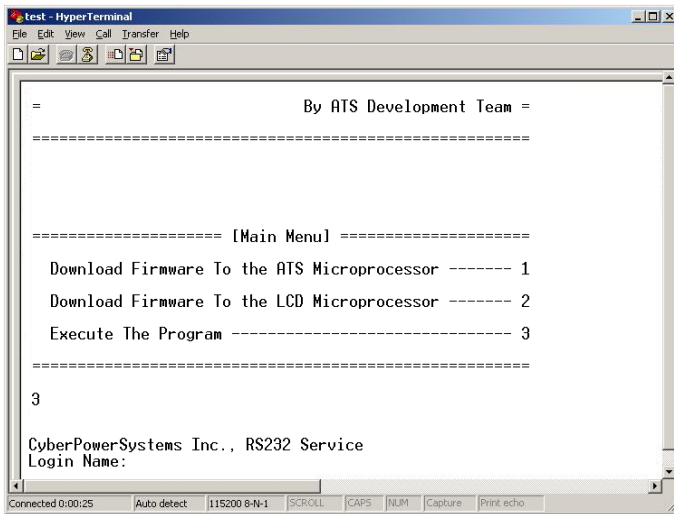 test - HyperTerminal
File Edit View Call Transfer Help
= By ATS Development Team =
=======================================================
===================== [Main Menu] =====================
Download Firmware To the ATS Microprocessor ------- 1
Download Firmware To the LCD Microprocessor ------- 2
Execute The Program ------------------------------- 3
=======================================================
3
CyberPowerSystems Inc., RS232 Service
Login Name:
Connected 0:00:25 Auto detect 115200 8-N-1 SCROLL CAPS NUM Capture Print echo